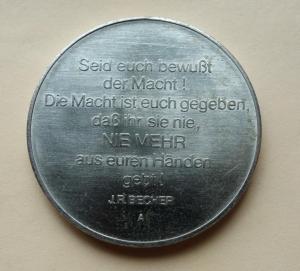 Seid euch bewußt
der Macht!
Die Macht ist euch gegeben,
daß ihr sie nie,
NIE MEHR
aus euren Händen
gebt!
J.R. BECHER
A